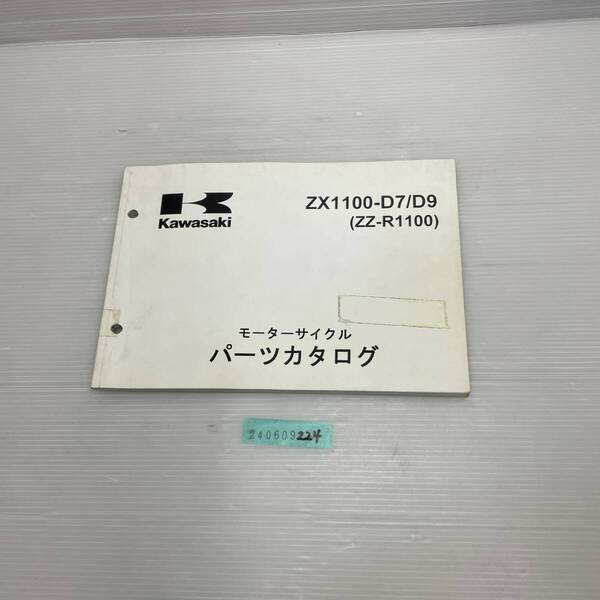 Kawasaki
ZX1100-D7/D9
(ZZ-R1100)
モーターサイクル
パーツカタログ
240609224